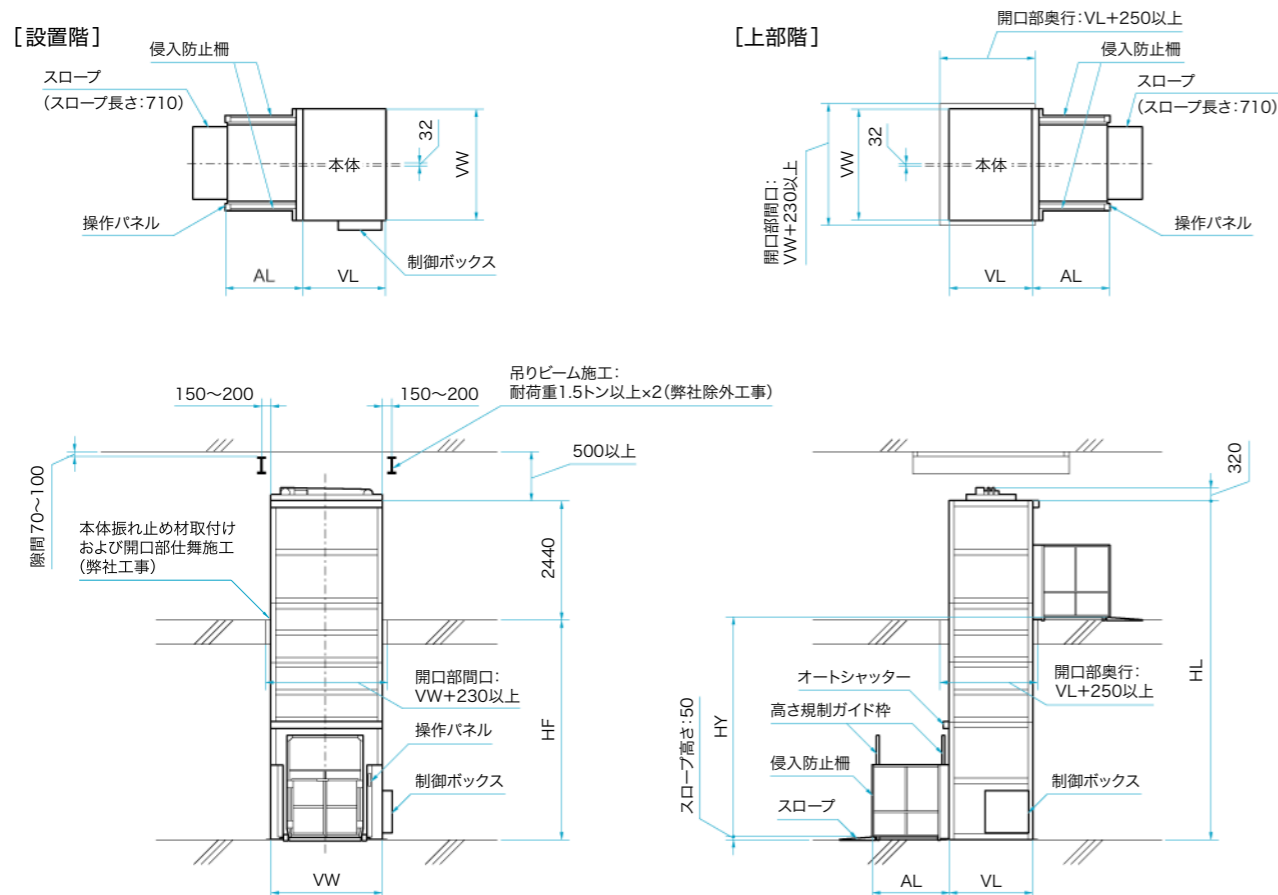 [設置階]
侵入防止柵
スロープ
(スロープ長さ:710)
32
VW
本体
操作パネル
制御ボックス
AL
VL
[上部階]
開口部奥行:VL+250以上
侵入防止柵
スロープ
(スロープ長さ:710)
32
VW
開口部間口:
VW+230以上
本体
操作パネル
VL
AL
150〜200
150〜200
吊りビーム施工:
耐荷重1.5トン以上×2(弊社除外工事)
500以上
隙間70〜100
本体振れ止め材取付け
および開口部仕舞施工
(弊社工事)
2440
開口部間口:
VW+230以上
HF
操作パネル
制御ボックス
VW
320
HL
オートシャッター
開口部奥行:
VL+250以上
高さ規制ガイド枠
HY
スロープ高さ:50
侵入防止柵
制御ボックス
スロープ
AL
VL